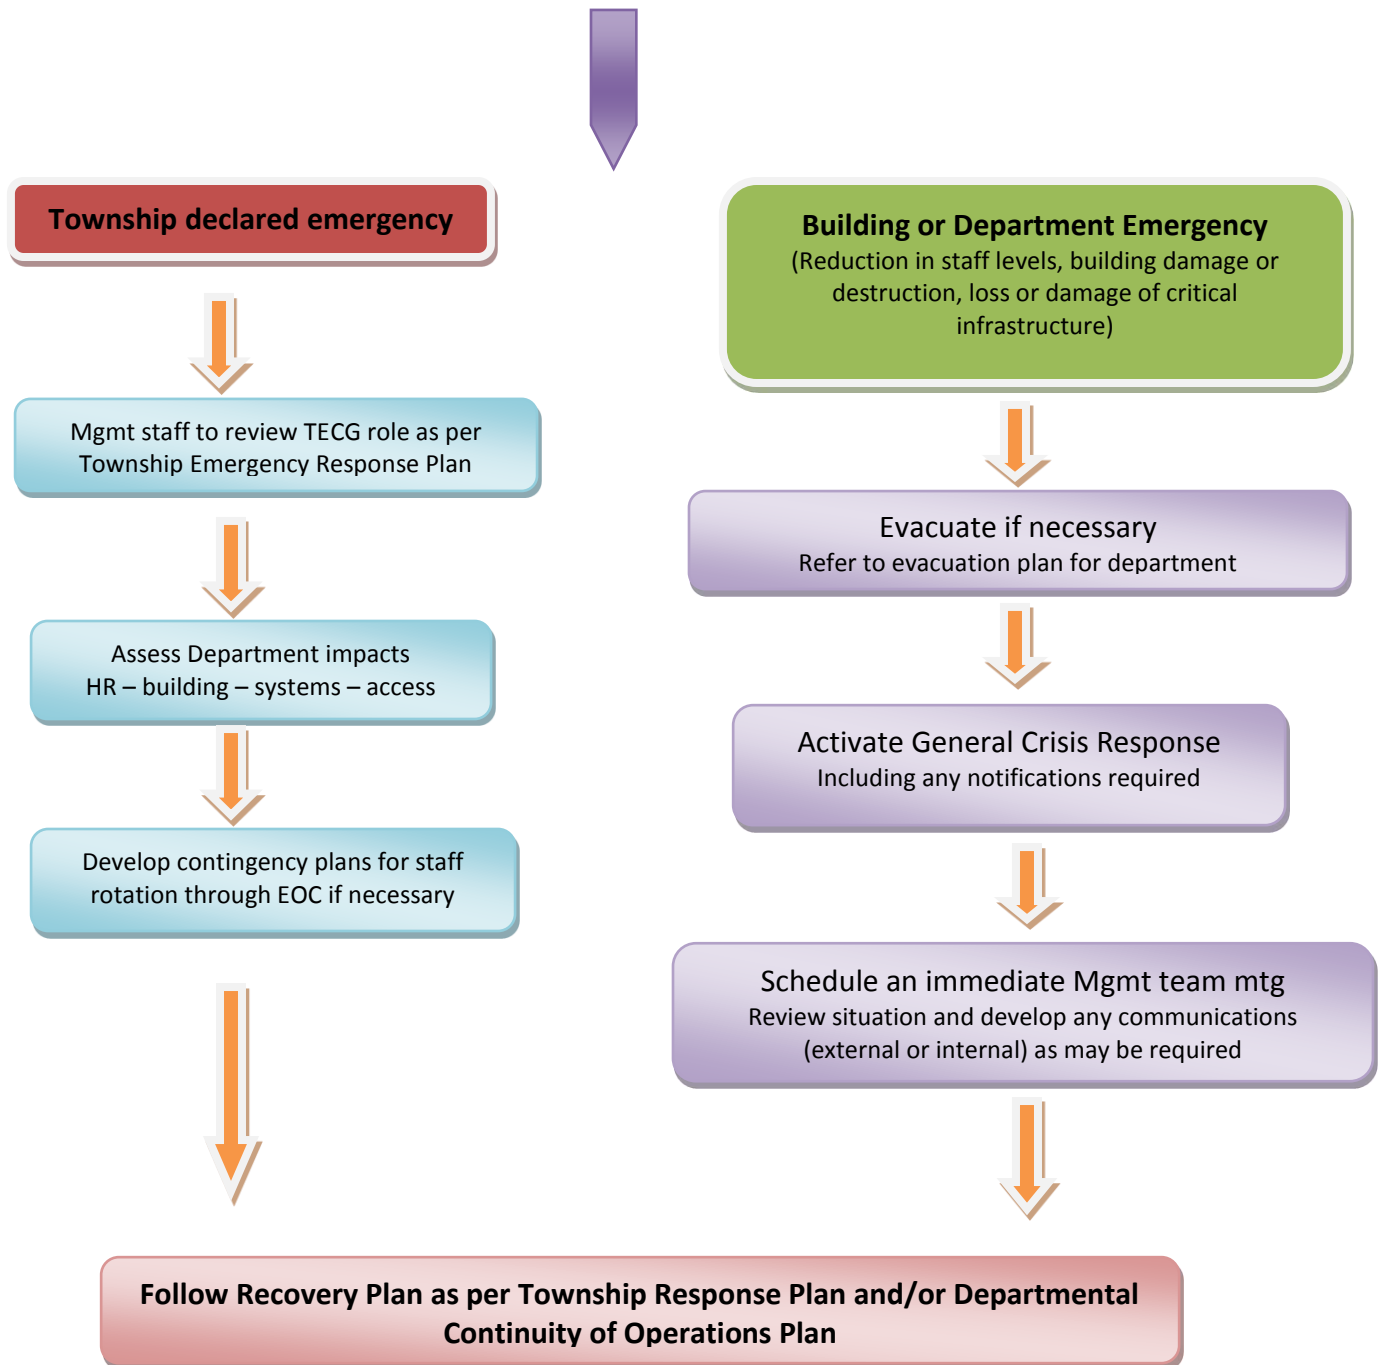 Township declared emergency
Mgmt staff to review TECG role as per
Township Emergency Response Plan
Assess Department impacts
HR – building – systems – access
Develop contingency plans for staff
rotation through EOC if necessary
Building or Department Emergency
(Reduction in staff levels, building damage or
destruction, loss or damage of critical
infrastructure)
Evacuate if necessary
Refer to evacuation plan for department
Activate General Crisis Response
Including any notifications required
Schedule an immediate Mgmt team mtg
Review situation and develop any communications
(external or internal) as may be required
Follow Recovery Plan as per Township Response Plan and/or Departmental
Continuity of Operations Plan